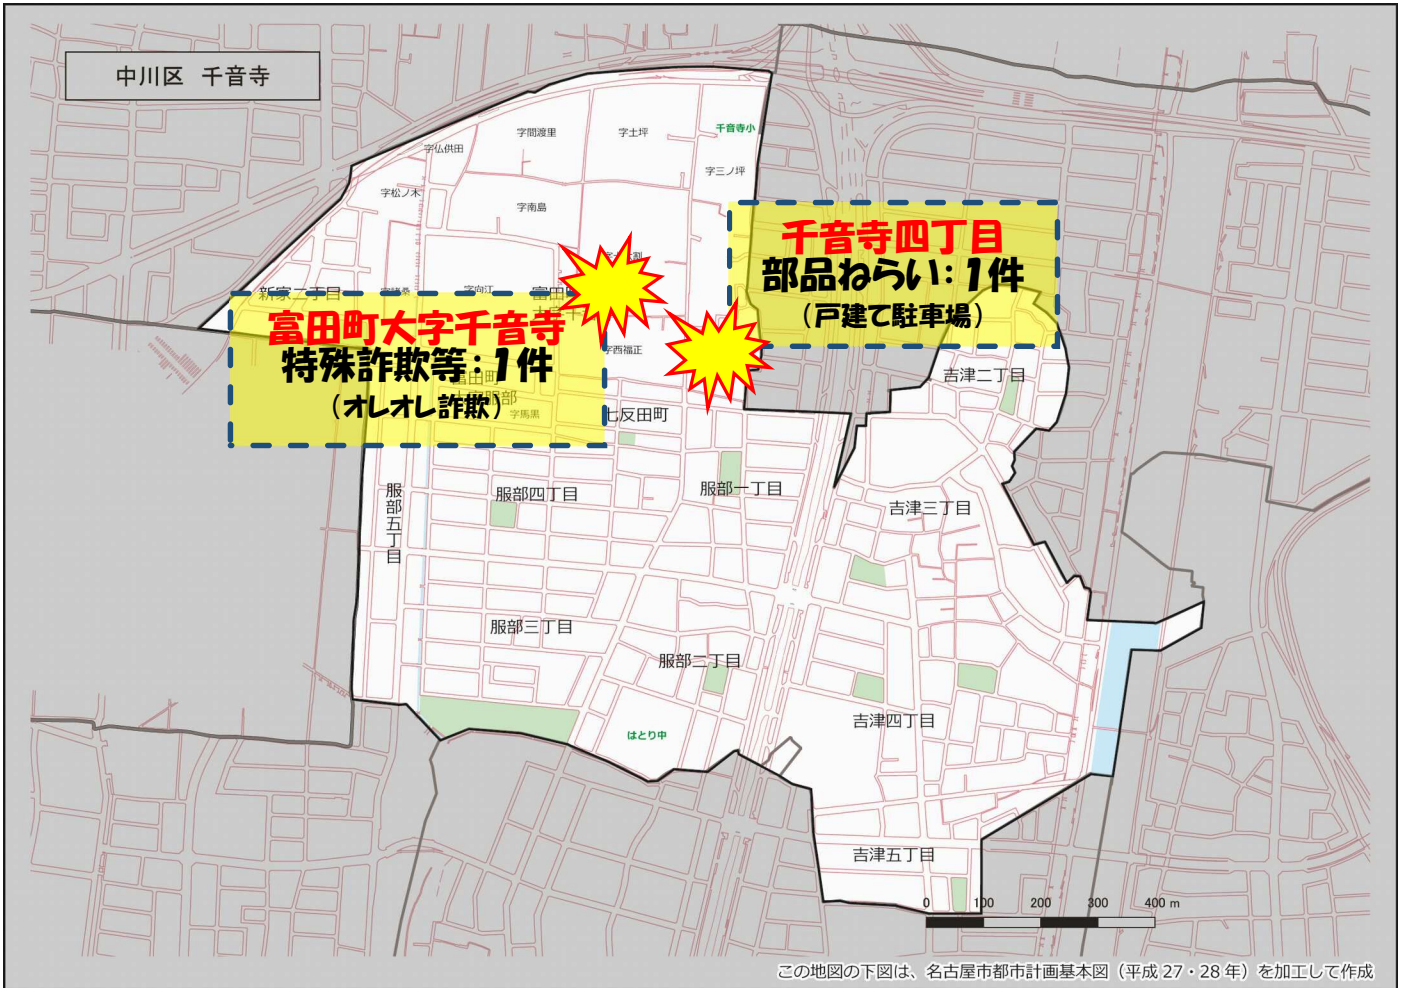 中川区 千音寺
千音寺小
字間渡里
字土坪
字仏供田
字三ノ坪
字松ノ木
字南島
千音寺四丁目
部品ねらい:1件
(戸建て駐車場)
新家二丁目
字向江
富田町大字千音寺
特殊詐欺等:1件
(オレオレ詐欺)
字西福正
富田町
字馬黒
七反田町
吉津二丁目
服部五丁目
服部四丁目
服部一丁目
吉津三丁目
服部三丁目
服部二丁目
吉津四丁目
はとり中
吉津五丁目
0 100 200 300 400 m
この地図の下図は、名古屋市都市計画基本図(平成 27・28 年)を加工して作成